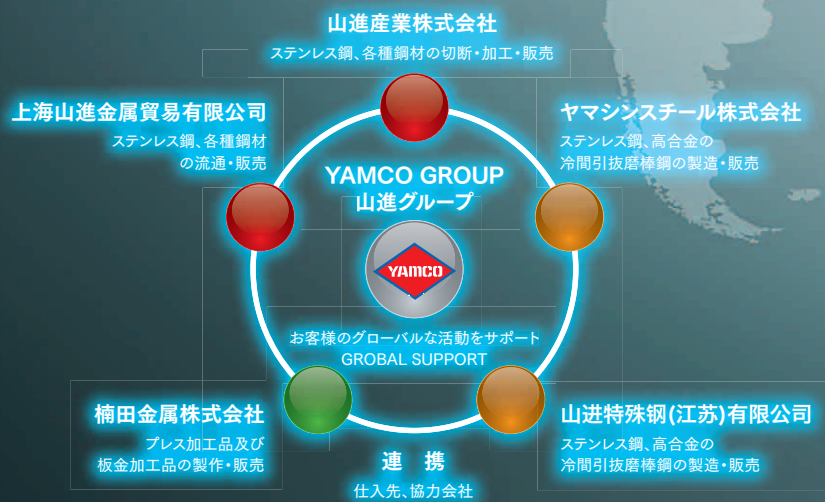 山進産業株式会社
ステンレス鋼、各種鋼材の切断・加工・販売
上海山進金属貿易有限公司
ステンレス鋼、各種鋼材
の流通・販売
ヤマシンスチール株式会社
ステンレス鋼、高合金の
冷間引抜磨棒鋼の製造・販売
YAMCO GROUP
山進グループ
YAMCO
お客様のグローバルな活動をサポート
GROBAL SUPPORT
楠田金属株式会社
プレス加工品及び
板金加工品の製作・販売
山进特殊钢(江苏)有限公司
ステンレス鋼、高合金の
冷間引抜磨棒鋼の製造・販売
連 携
仕入先、協力会社